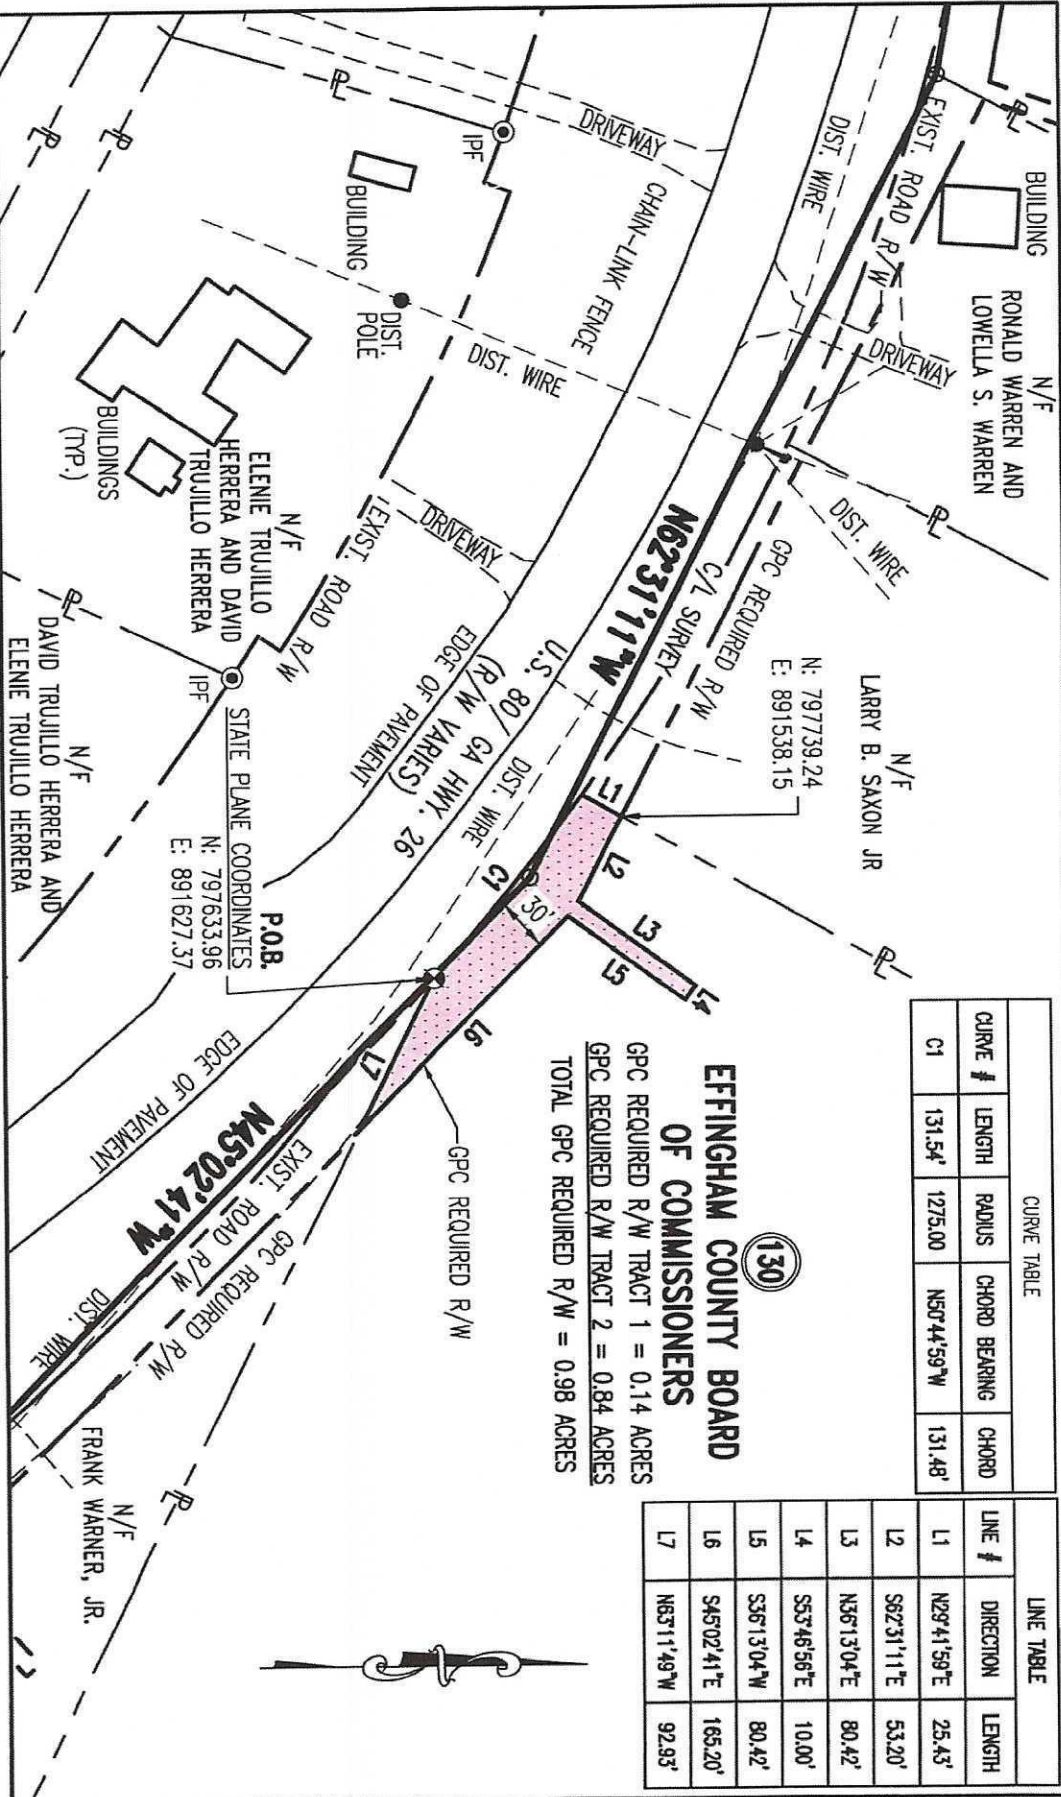 CURVE TABLE
CURVE # LENGTH RADIUS CHORD BEARING CHORD
C1 131.54' 1275.00 N50°44'59"W 131.48'
LINE TABLE
LINE # DIRECTION LENGTH
L1 N29°41'59"E 25.43'
L2 S62°31'11"E 53.20'
L3 N36°13'04"E 80.42'
L4 S53°46'56"E 10.00'
L5 S36°13'04"W 80.42'
L6 S45°02'41"E 165.20'
L7 N63°11'49"W 92.93'
BUILDING
N/F
RONALD WARREN AND
LOWELLA S. WARREN
N/F
LARRY B. SAXON JR
N: 797739.24
E: 891538.15
130
EFFINGHAM COUNTY BOARD
OF COMMISSIONERS
GPC REQUIRED R/W TRACT 1 = 0.14 ACRES
GPC REQUIRED R/W TRACT 2 = 0.84 ACRES
TOTAL GPC REQUIRED R/W = 0.98 ACRES
PL
PL
PL
EXIST. ROAD R/W
DIST. WIRE
DRIVEWAY
DIST. WIRE
GPC REQUIRED R/W
C/L SURVEY
N62°31'11"W
L1
L2
L3
L4
L5
L6
L7
C1
30'
GPC REQUIRED R/W
DRIVEWAY
CHAIN-LINK FENCE
PL
IPF
BUILDING
DIST.
POLE
DIST. WIRE
DRIVEWAY
U.S. 80/ GA HWY. 26
(R/W VARIES)
EDGE OF PAVEMENT
DIST. WIRE
EXIST. ROAD R/W
BUILDINGS
(TYP.)
N/F
ELENIE TRUJILLO
HERRERA AND DAVID
TRUJILLO HERRERA
PL
PL
PL
IPF
P.O.B.
STATE PLANE COORDINATES
N: 797633.96
E: 891627.37
N/F
DAVID TRUJILLO HERRERA AND
ELENIE TRUJILLO HERRERA
EDGE OF PAVEMENT
N45°02'41"W
EXIST. ROAD R/W
GPC REQUIRED R/W
DIST. WIRE
PL
N/F
FRANK WARNER, JR.